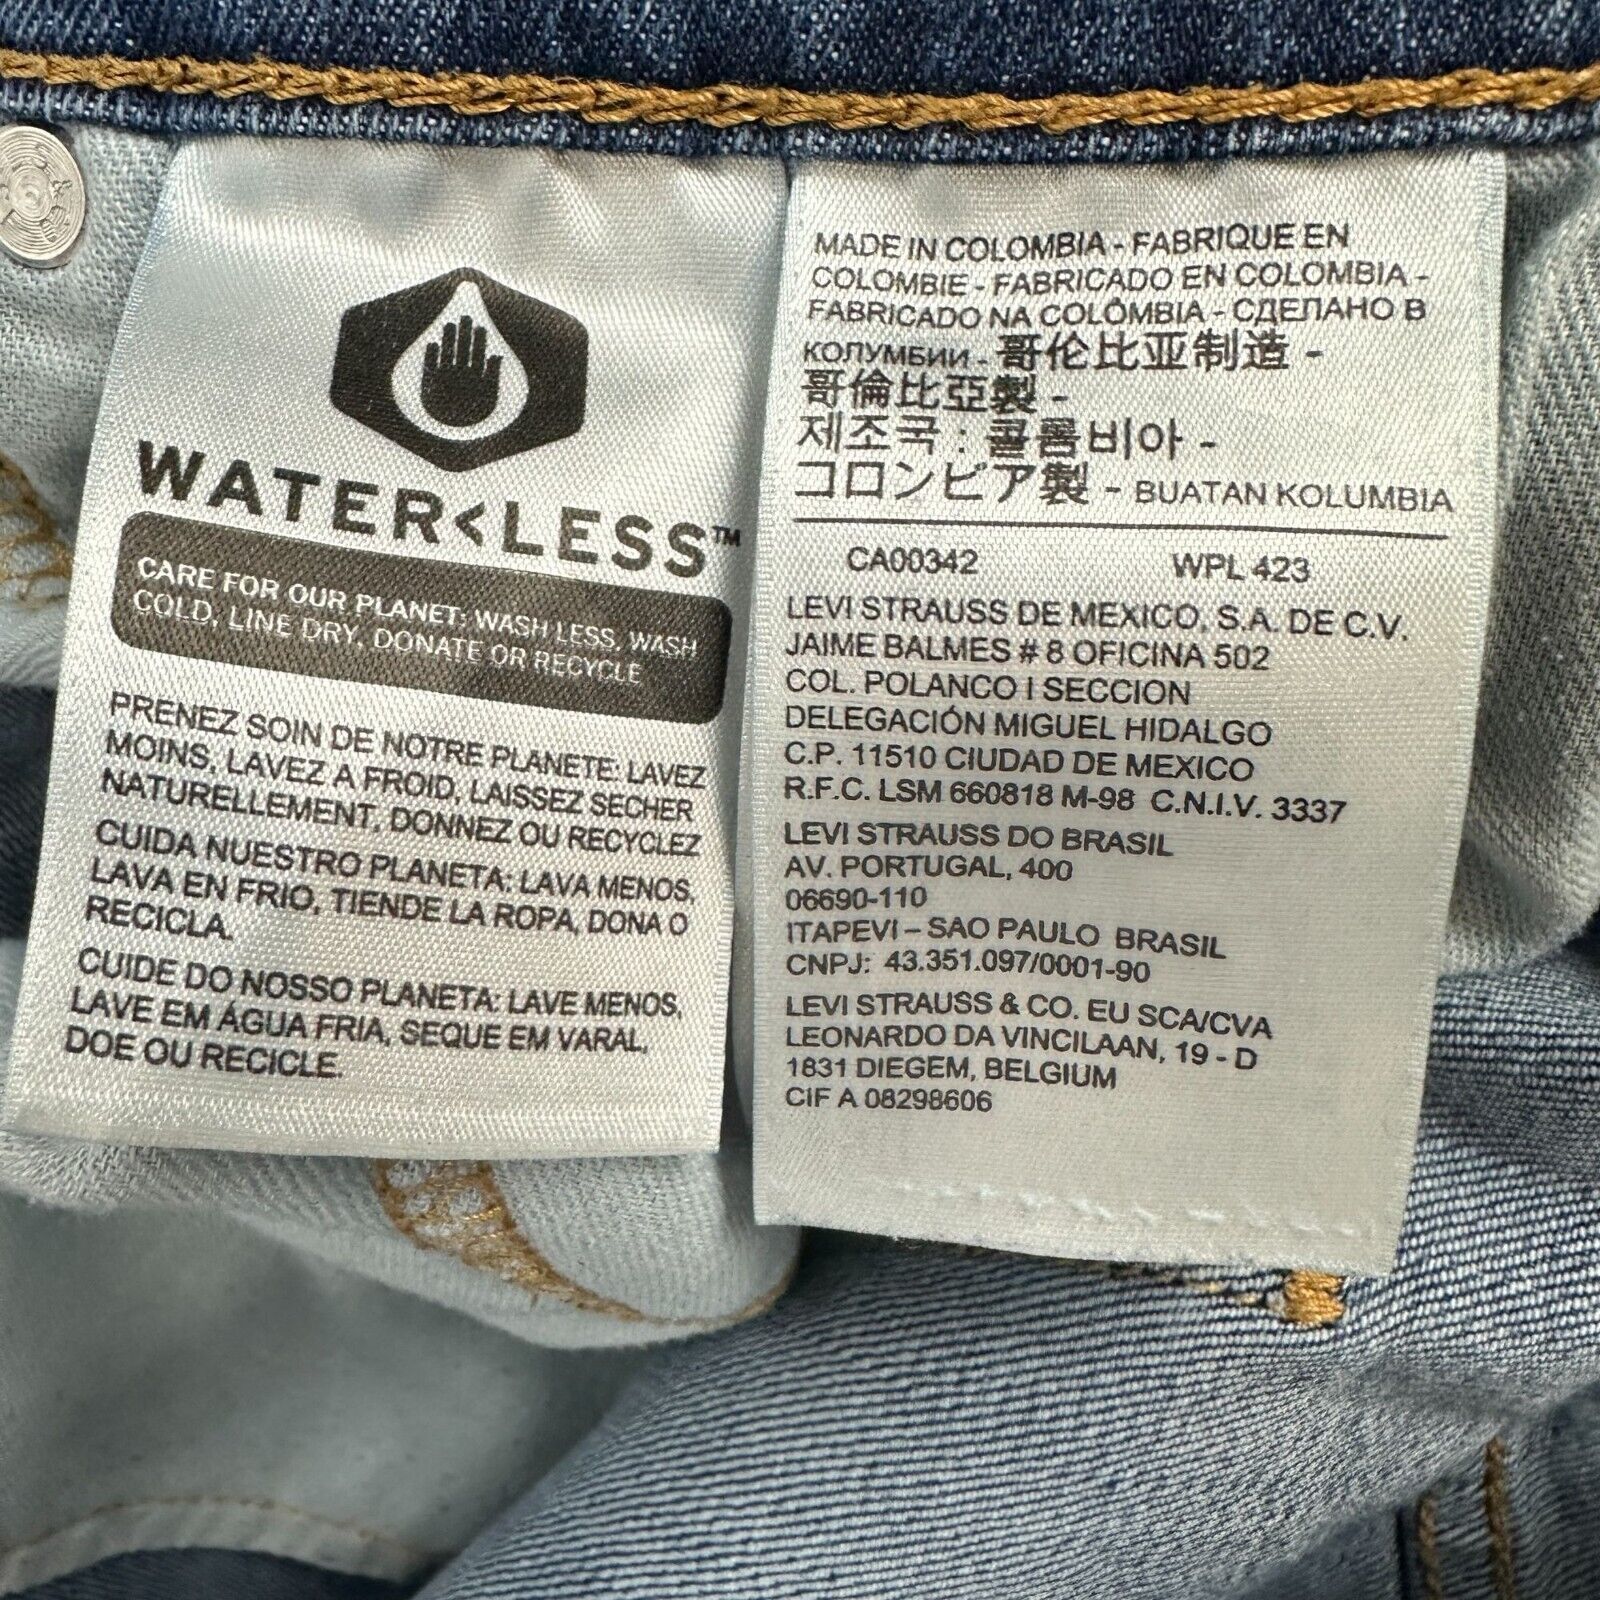 WATER<LESS™
CARE FOR OUR PLANET: WASH LESS, WASH
COLD, LINE DRY, DONATE OR RECYCLE
PRENEZ SOIN DE NOTRE PLANETE: LAVEZ
MOINS, LAVEZ A FROID, LAISSEZ SECHER
NATURELLEMENT, DONNEZ OU RECYCLEZ
CUIDA NUESTRO PLANETA: LAVA MENOS,
LAVA EN FRIO, TIENDE LA ROPA, DONA O
RECICLA.
CUIDE DO NOSSO PLANETA: LAVE MENOS,
LAVE EM ÁGUA FRIA, SEQUE EM VARAL,
DOE OU RECICLE.
MADE IN COLOMBIA - FABRIQUE EN
COLOMBIE - FABRICADO EN COLOMBIA -
FABRICADO NA COLÔMBIA - СДЕЛАНО В
КОЛУМБИИ - 哥伦比亚制造 -
哥倫比亞製 -
제조국 : 콜롬비아 -
コロンビア製 - BUATAN KOLUMBIA
CA00342 WPL 423
LEVI STRAUSS DE MEXICO, S.A. DE C.V.
JAIME BALMES # 8 OFICINA 502
COL. POLANCO I SECCION
DELEGACIÓN MIGUEL HIDALGO
C.P. 11510 CIUDAD DE MEXICO
R.F.C. LSM 660818 M-98 C.N.I.V. 3337
LEVI STRAUSS DO BRASIL
AV. PORTUGAL, 400
06690-110
ITAPEVI – SAO PAULO BRASIL
CNPJ: 43.351.097/0001-90
LEVI STRAUSS & CO. EU SCA/CVA
LEONARDO DA VINCILAAN, 19 - D
1831 DIEGEM, BELGIUM
CIF A 08298606